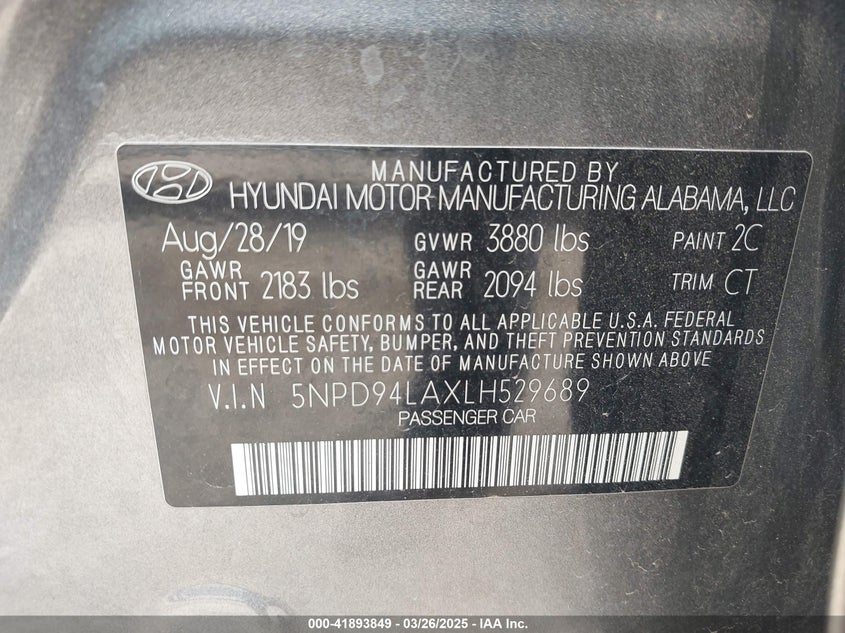 MANUFACTURED BY
HYUNDAI MOTOR MANUFACTURING ALABAMA, LLC
Aug/28/19 GVWR 3880 lbs PAINT 2C
GAWR FRONT 2183 lbs GAWR REAR 2094 lbs TRIM CT
THIS VEHICLE CONFORMS TO ALL APPLICABLE U.S.A. FEDERAL
MOTOR VEHICLE SAFETY, BUMPER, AND THEFT PREVENTION STANDARDS
IN EFFECT ON THE DATE OF MANUFACTURE SHOWN ABOVE
V.I.N 5NPD94LAXLH529689
PASSENGER CAR
000-41893849 / 03/26/2025 - IAA Inc.